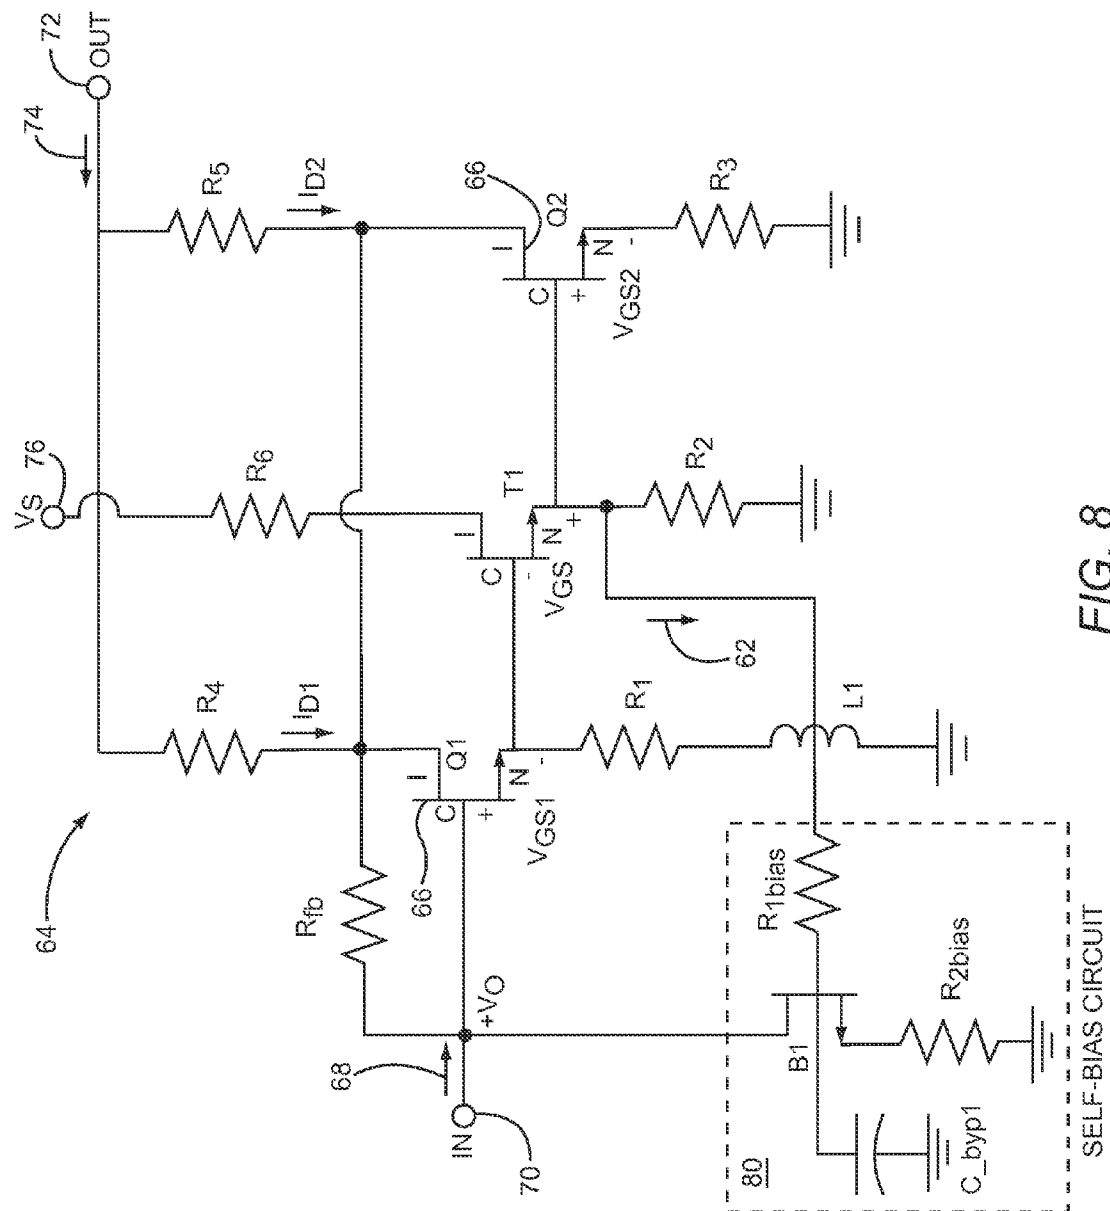 64
74
72
OUT
VS
76
R4
ID1
R6
R5
ID2
Rfb
66
I
C
Q1
+
N
-
VGS1
I
C
T1
-
N
+
VGS
I
C
66
Q2
+
N
-
VGS2
68
IN
70
+VO
R1
62
R2
R3
L1
80
B1
R1bias
R2bias
C_byp1
SELF-BIAS CIRCUIT
FIG. 8